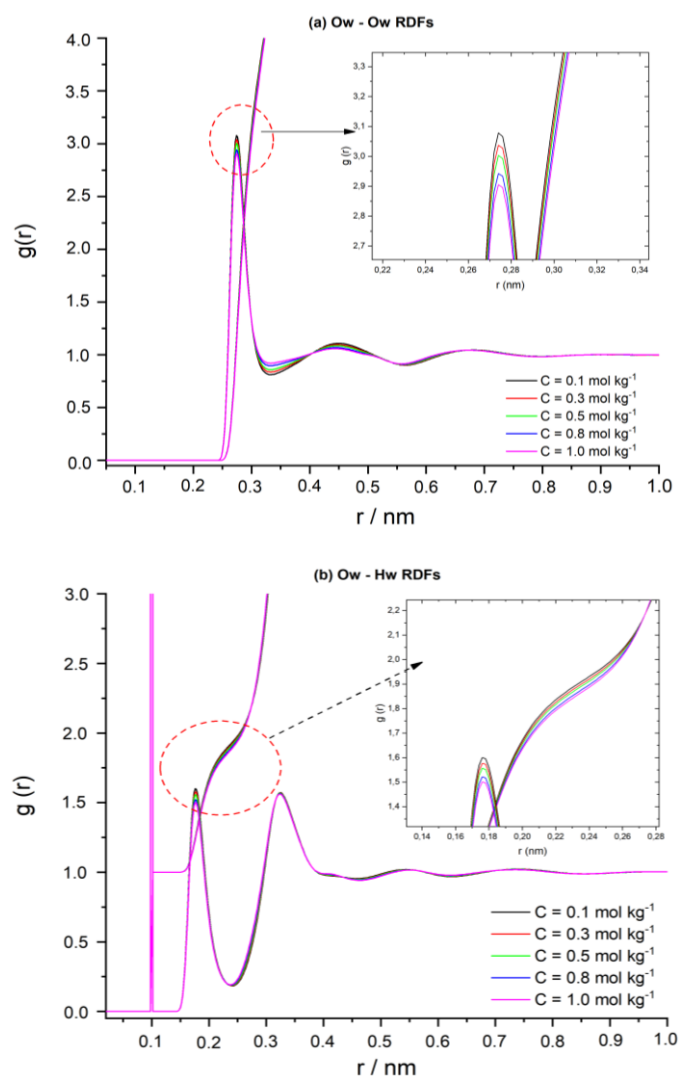 (a) Ow - Ow RDFs
4.0
3.5
3.0
2.5
2.0
1.5
1.0
0.5
0.0
g(r)
3,3
3,2
3,1
3,0
2,9
2,8
2,7
g (r)
0,22 0,24 0,26 0,28 0,30 0,32 0,34
r (nm)
C = 0.1 mol kg⁻¹
C = 0.3 mol kg⁻¹
C = 0.5 mol kg⁻¹
C = 0.8 mol kg⁻¹
C = 1.0 mol kg⁻¹
0.1 0.2 0.3 0.4 0.5 0.6 0.7 0.8 0.9 1.0
r / nm
(b) Ow - Hw RDFs
3.0
2.5
2.0
1.5
1.0
0.5
0.0
g (r)
2,2
2,1
2,0
1,9
1,8
1,7
1,6
1,5
1,4
g (r)
0,14 0,16 0,18 0,20 0,22 0,24 0,26 0,28
r (nm)
C = 0.1 mol kg⁻¹
C = 0.3 mol kg⁻¹
C = 0.5 mol kg⁻¹
C = 0.8 mol kg⁻¹
C = 1.0 mol kg⁻¹
0.1 0.2 0.3 0.4 0.5 0.6 0.7 0.8 0.9 1.0
r / nm